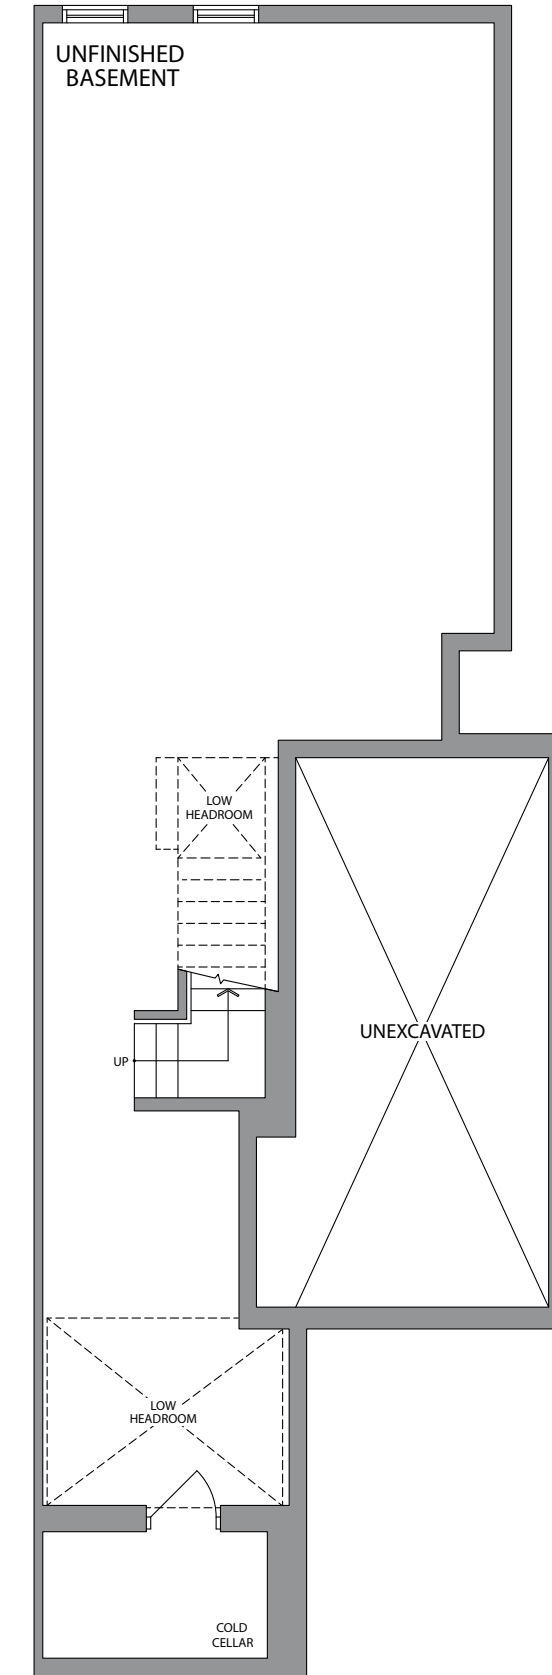 UNFINISHED
BASEMENT
LOW
HEADROOM
UNEXCAVATED
UP
LOW
HEADROOM
COLD
CELLAR